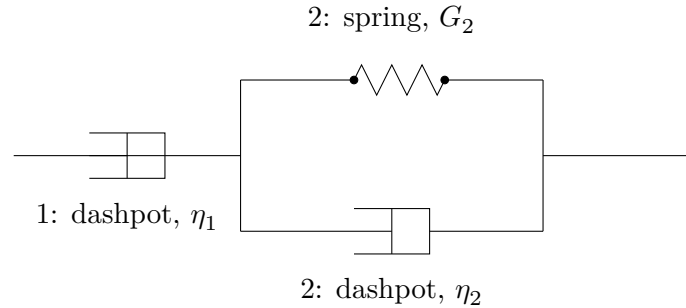 2: spring, G₂
1: dashpot, η₁
2: dashpot, η₂